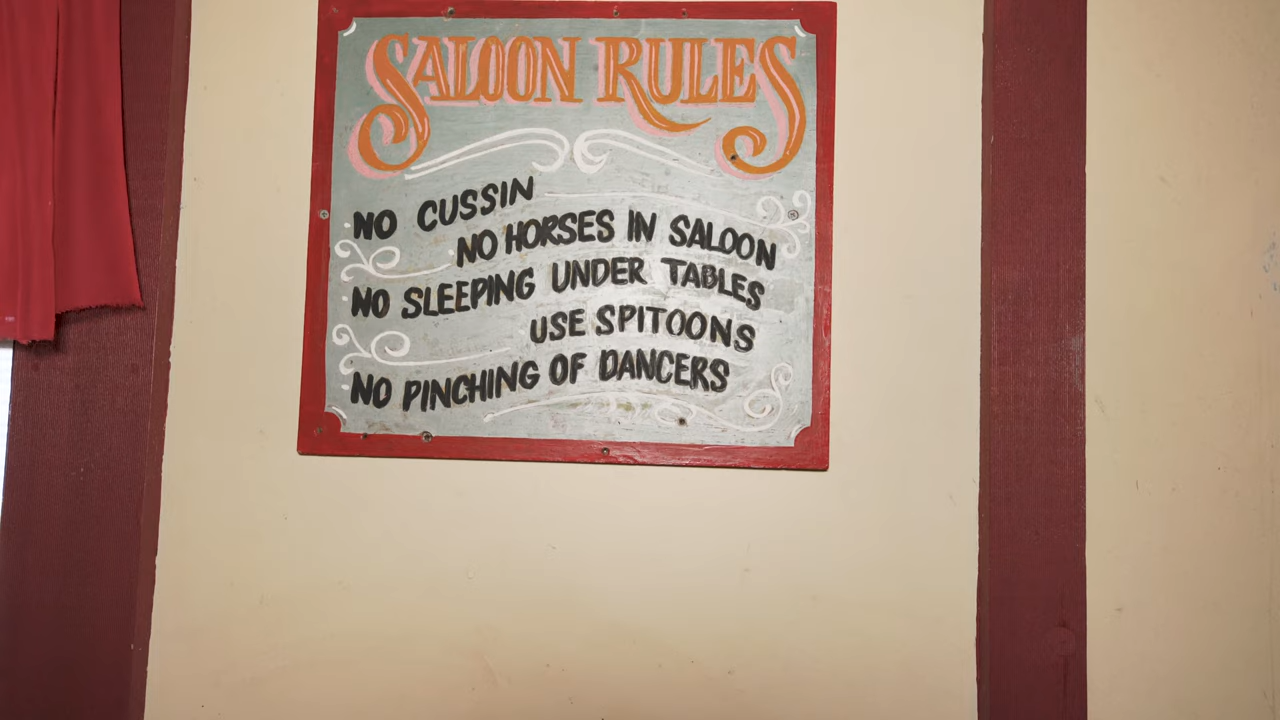 SALOON RULES
NO CUSSIN
NO HORSES IN SALOON
NO SLEEPING UNDER TABLES
USE SPITOONS
NO PINCHING OF DANCERS